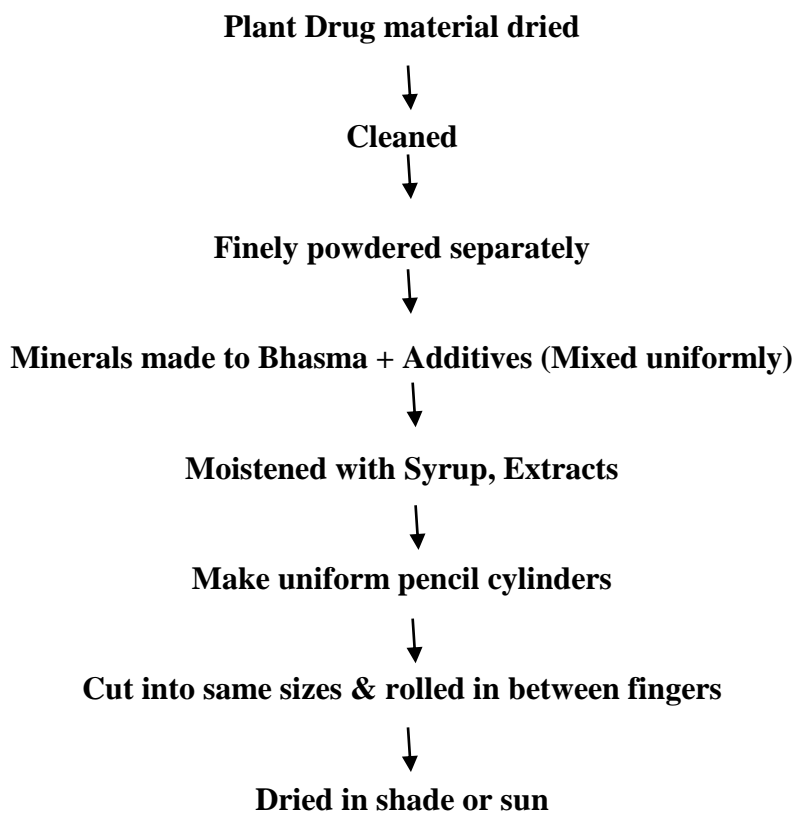 Plant Drug material dried
Cleaned
Finely powdered separately
Minerals made to Bhasma + Additives (Mixed uniformly)
Moistened with Syrup, Extracts
Make uniform pencil cylinders
Cut into same sizes & rolled in between fingers
Dried in shade or sun